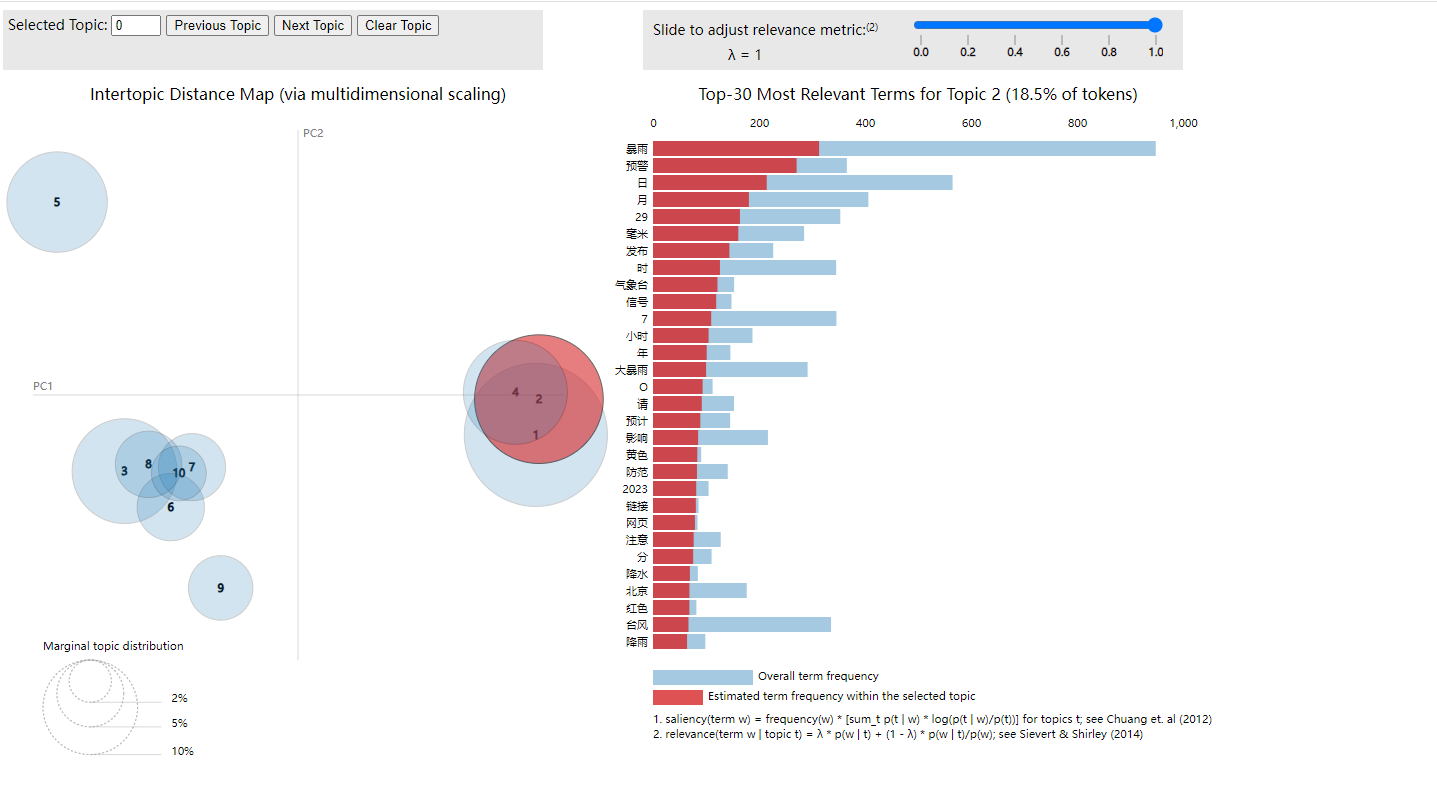 Selected Topic: 0 Previous Topic Next Topic Clear Topic
Slide to adjust relevance metric:(2)
λ = 1
0.0 0.2 0.4 0.6 0.8 1.0
Intertopic Distance Map (via multidimensional scaling)
PC2
PC1
5
4
2
1
3
8
10
7
6
9
Marginal topic distribution
2%
5%
10%
Top-30 Most Relevant Terms for Topic 2 (18.5% of tokens)
0 200 400 600 800 1,000
暴雨
预警
日
月
29
毫米
发布
时
气象台
信号
7
小时
年
大暴雨
O
请
预计
影响
黄色
防范
2023
链接
网页
注意
分
降水
北京
红色
台风
降雨
Overall term frequency
Estimated term frequency within the selected topic
1. saliency(term w) = frequency(w) * [sum_t p(t | w) * log(p(t | w)/p(t))] for topics t; see Chuang et. al (2012)
2. relevance(term w | topic t) = λ * p(w | t) + (1 - λ) * p(w | t)/p(w); see Sievert & Shirley (2014)